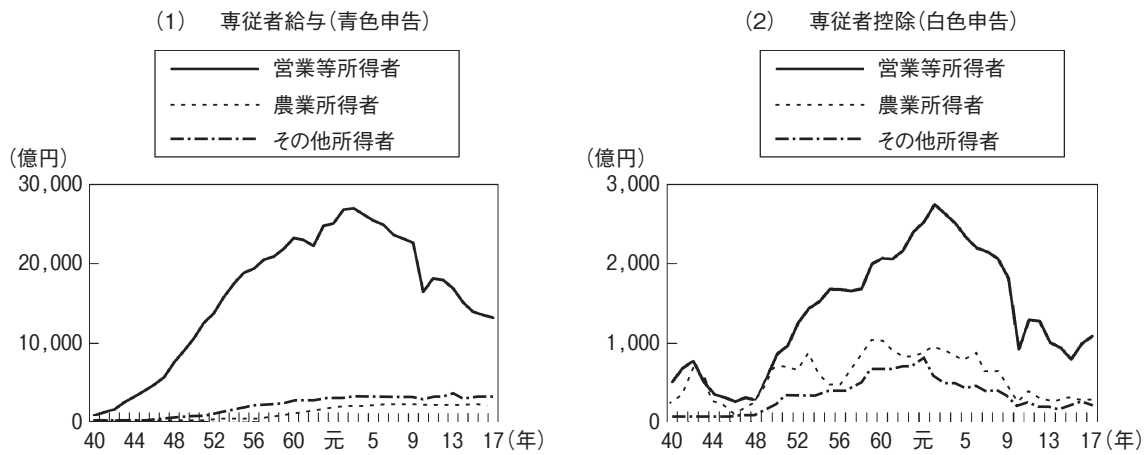 (1) 専従者給与(青色申告)
営業等所得者
農業所得者
その他所得者
(億円)
30,000
20,000
10,000
0
40 44 48 52 56 60 元 5 9 13 17(年)
(2) 専従者控除(白色申告)
営業等所得者
農業所得者
その他所得者
(億円)
3,000
2,000
1,000
0
40 44 48 52 56 60 元 5 9 13 17(年)